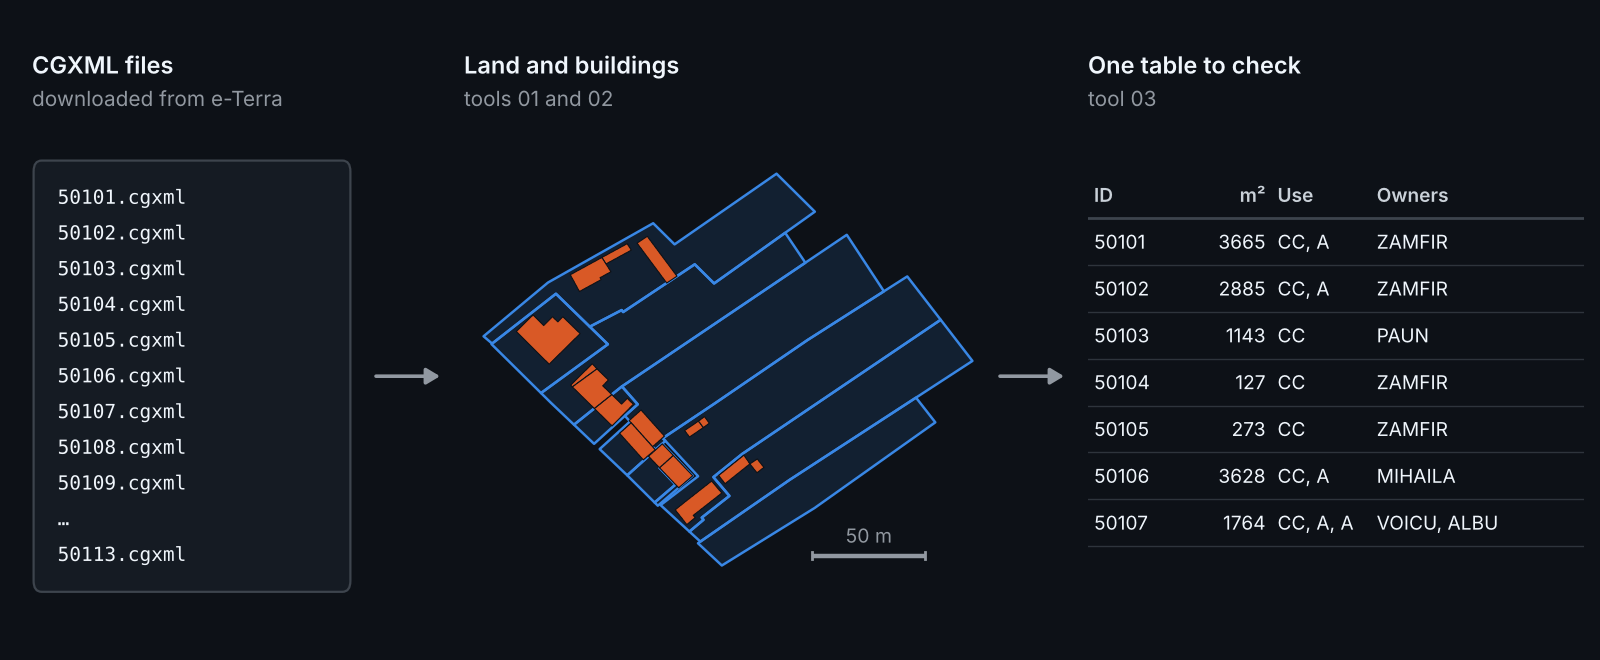 CGXML files
downloaded from e-Terra
50101.cgxml
50102.cgxml
50103.cgxml
50104.cgxml
50105.cgxml
50106.cgxml
50107.cgxml
50108.cgxml
50109.cgxml
…
50113.cgxml
Land and buildings
tools 01 and 02
50 m
One table to check
tool 03
ID m² Use Owners
50101 3665 CC, A ZAMFIR
50102 2885 CC, A ZAMFIR
50103 1143 CC PAUN
50104 127 CC ZAMFIR
50105 273 CC ZAMFIR
50106 3628 CC, A MIHAILA
50107 1764 CC, A, A VOICU, ALBU